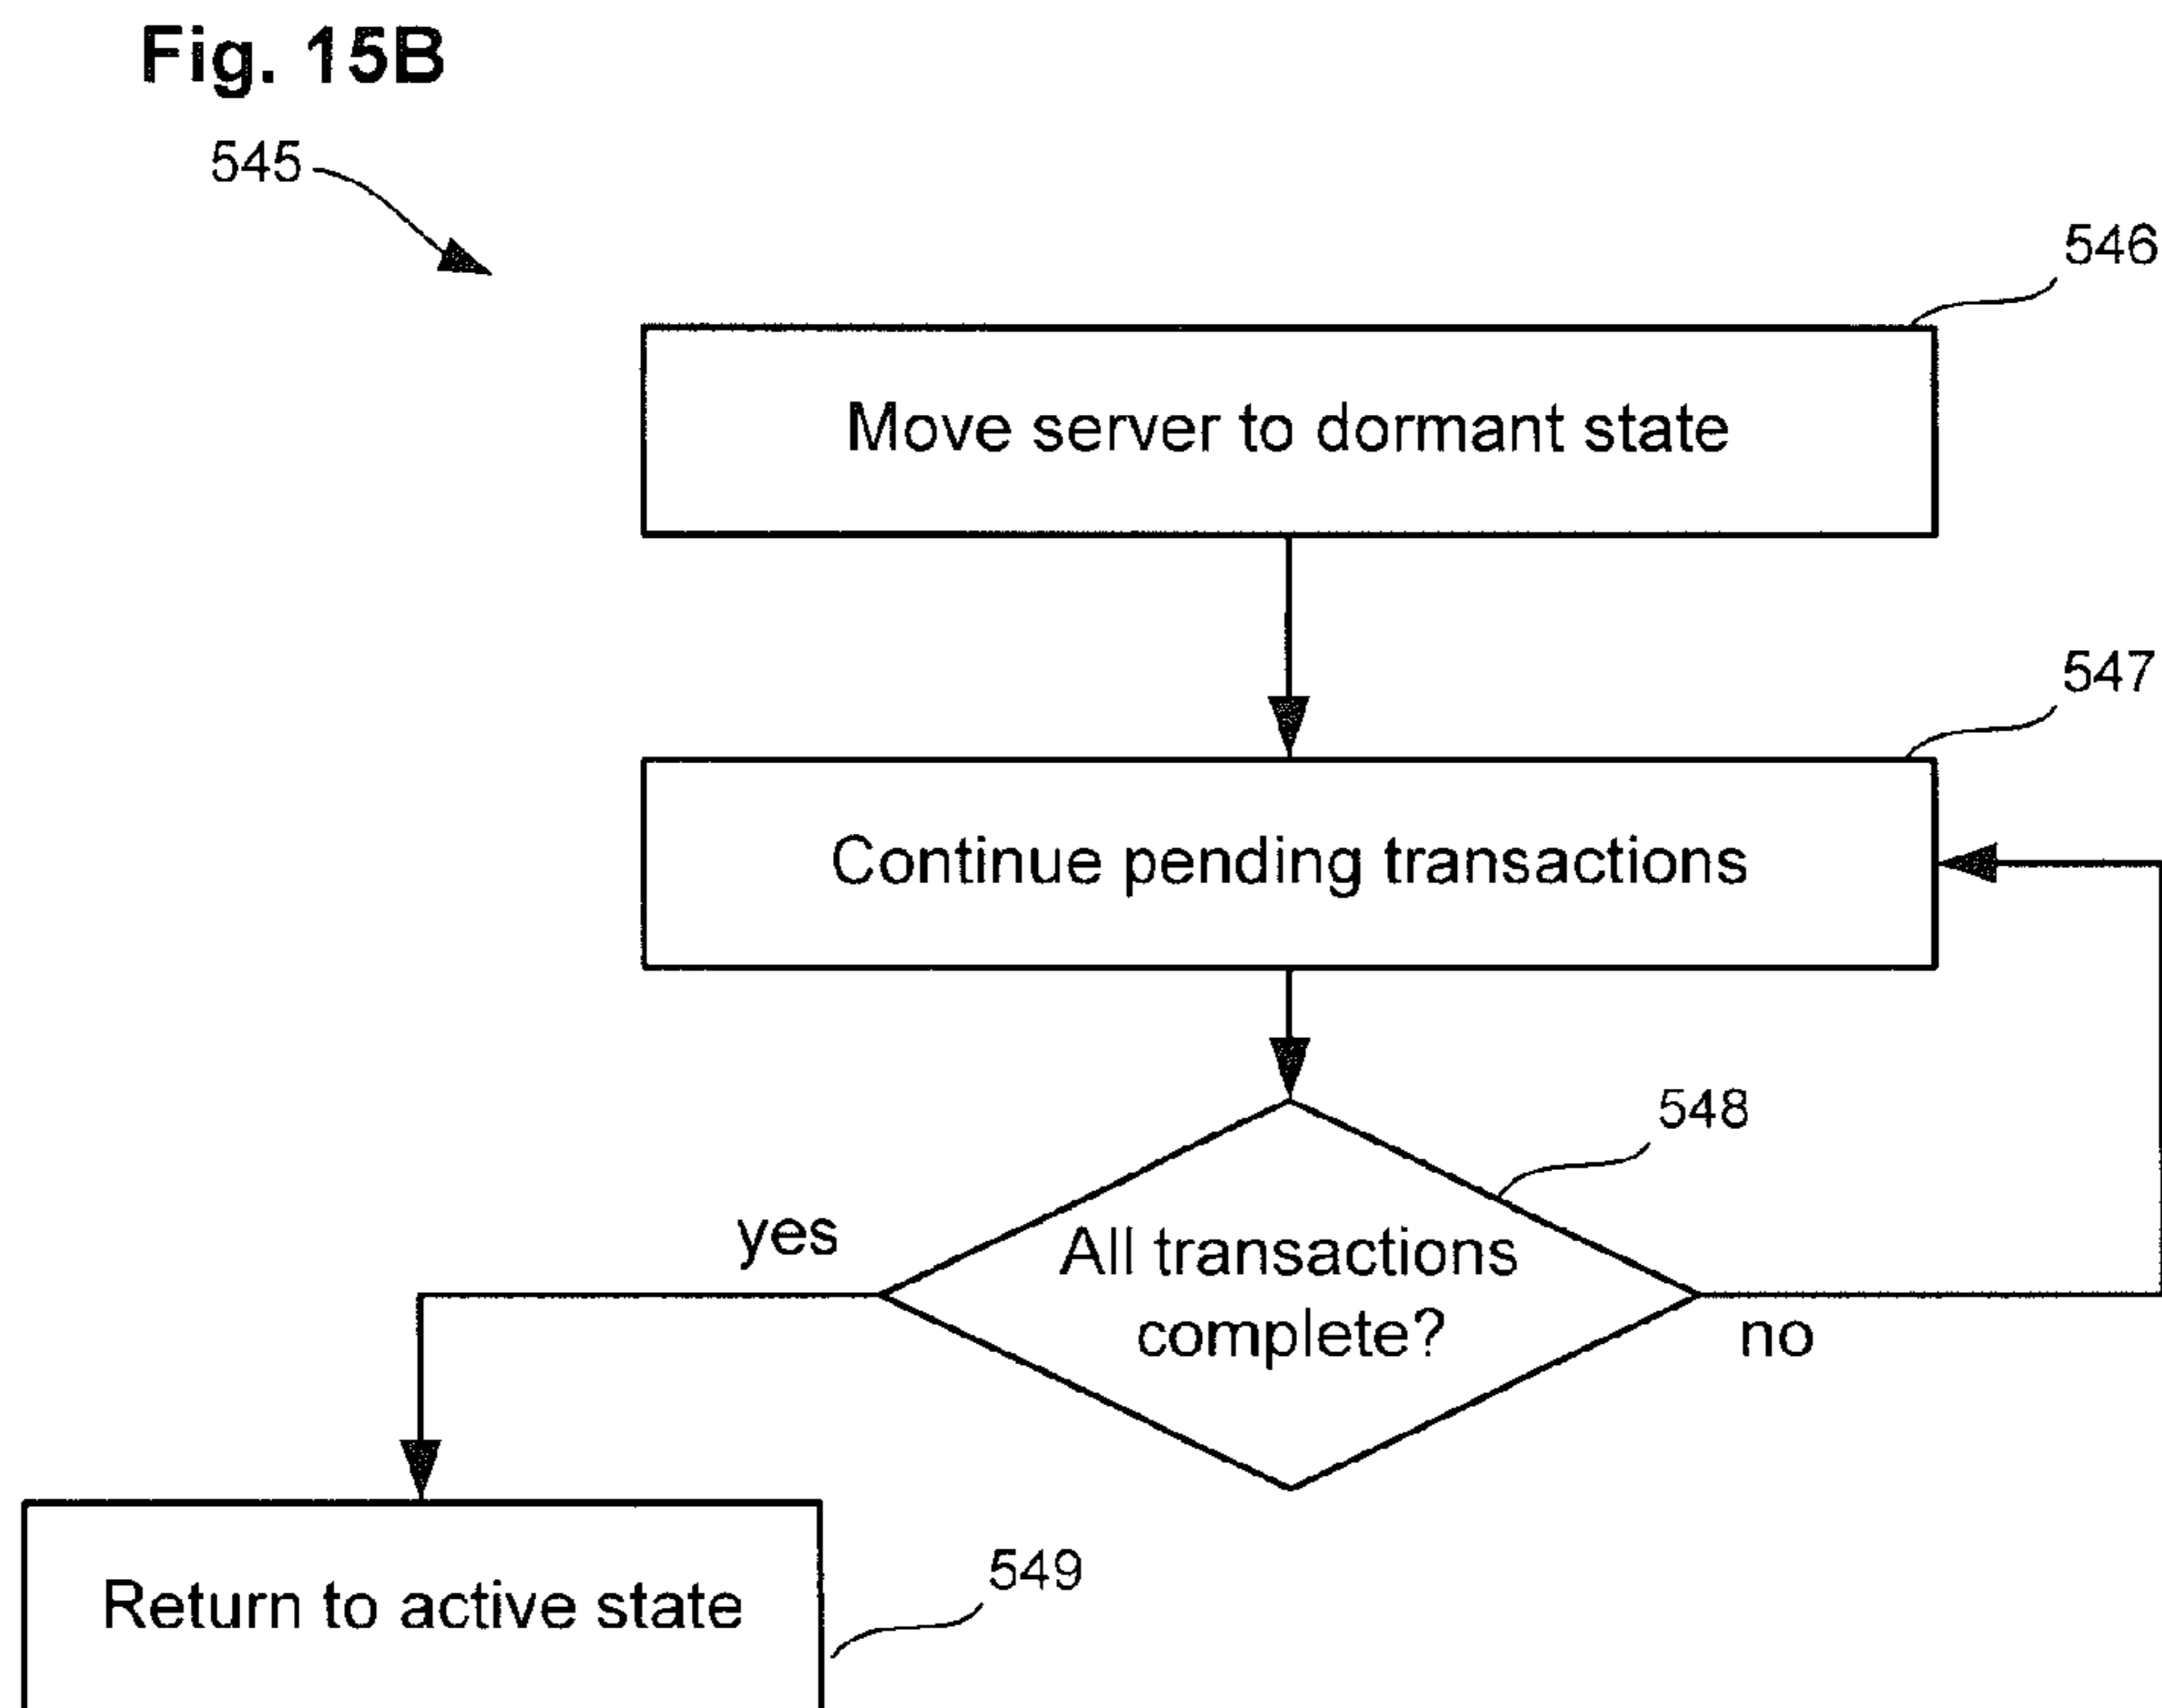 Fig. 15B
545
546
Move server to dormant state
547
Continue pending transactions
548
yes
All transactions
complete?
no
549
Return to active state